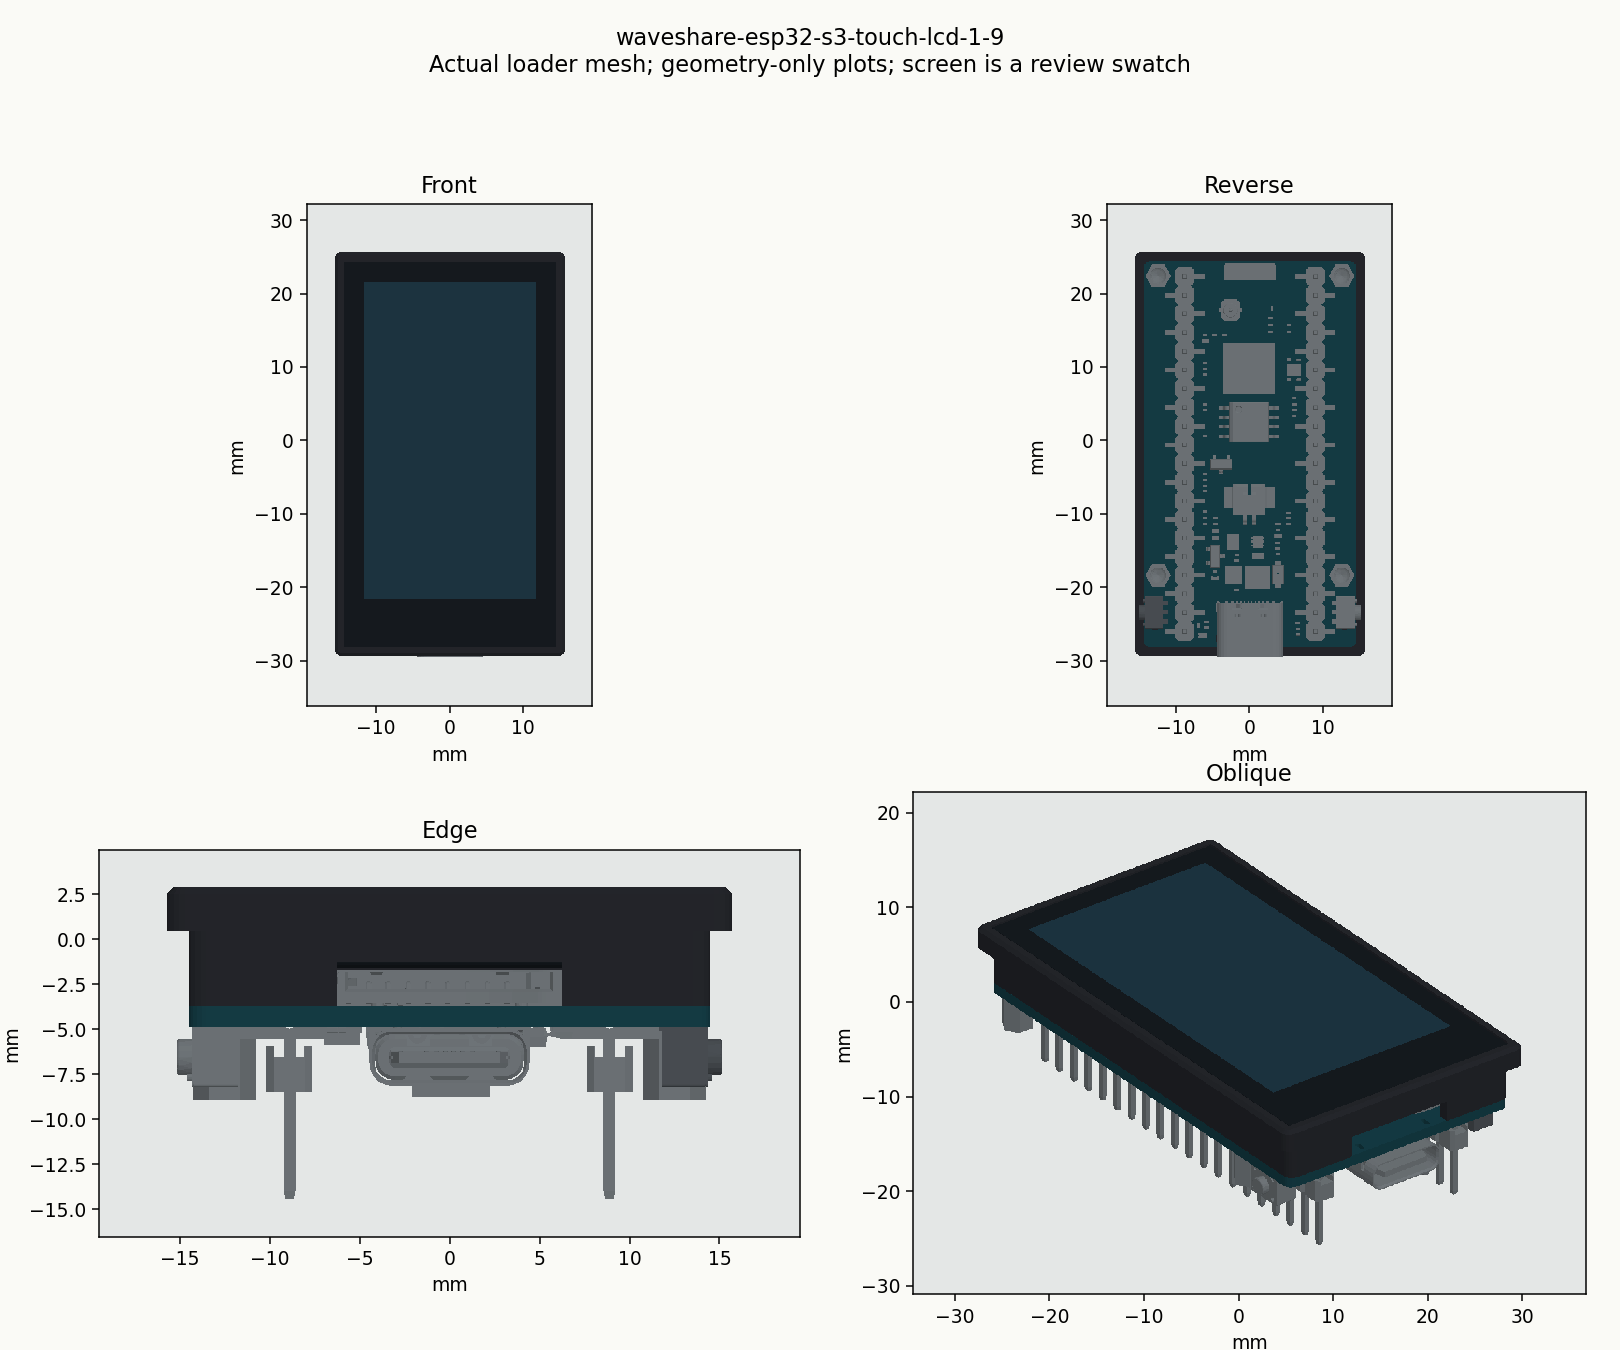 waveshare-esp32-s3-touch-lcd-1-9
Actual loader mesh; geometry-only plots; screen is a review swatch
Front
30
20
10
0
−10
−20
−30
mm
−10 0 10
mm
Reverse
30
20
10
0
−10
−20
−30
mm
−10 0 10
mm
Edge
2.5
0.0
−2.5
−5.0
−7.5
−10.0
−12.5
−15.0
mm
−15 −10 −5 0 5 10 15
mm
Oblique
20
10
0
−10
−20
−30
mm
−30 −20 −10 0 10 20 30
mm